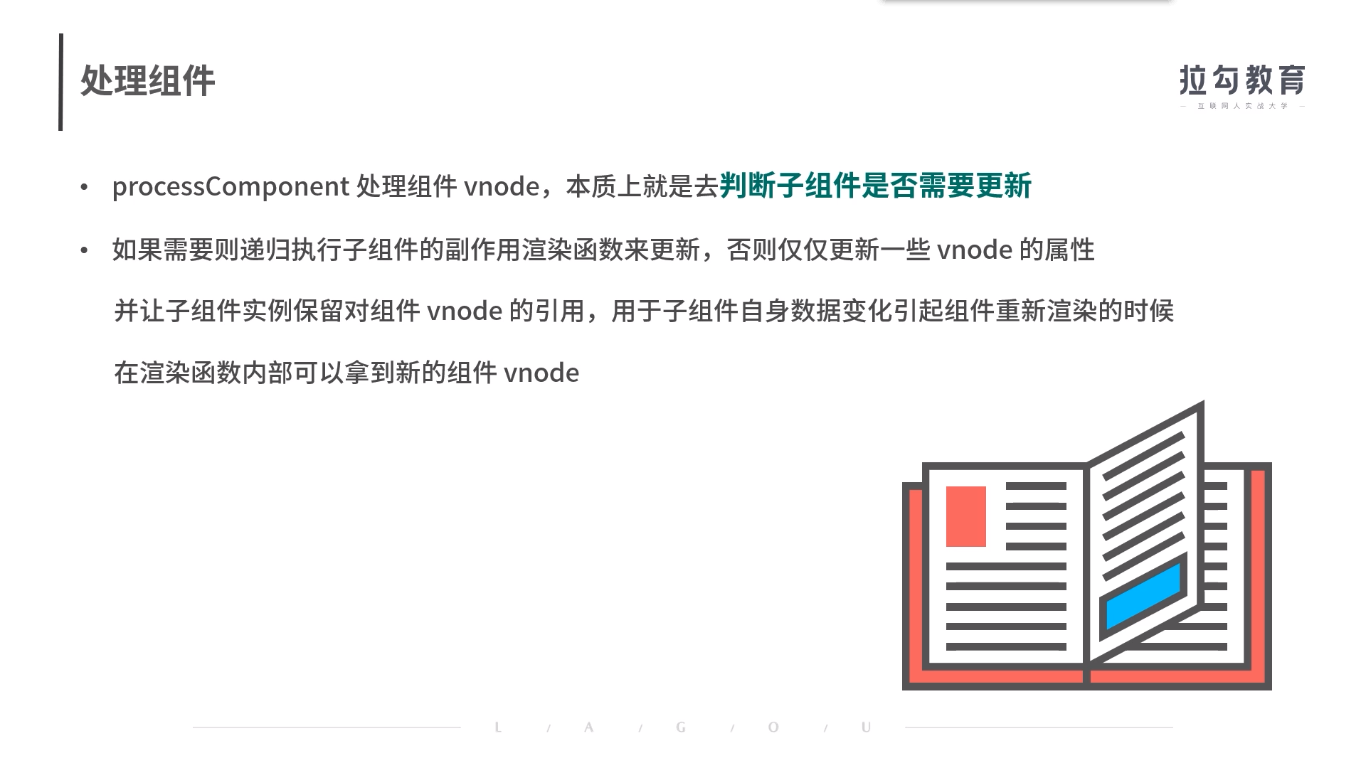 处理组件
拉勾教育
— 互联网人实战大学 —
• processComponent 处理组件 vnode，本质上就是去判断子组件是否需要更新
• 如果需要则递归执行子组件的副作用渲染函数来更新，否则仅仅更新一些 vnode 的属性
并让子组件实例保留对组件 vnode 的引用，用于子组件自身数据变化引起组件重新渲染的时候
在渲染函数内部可以拿到新的组件 vnode
L / A / G / O / U